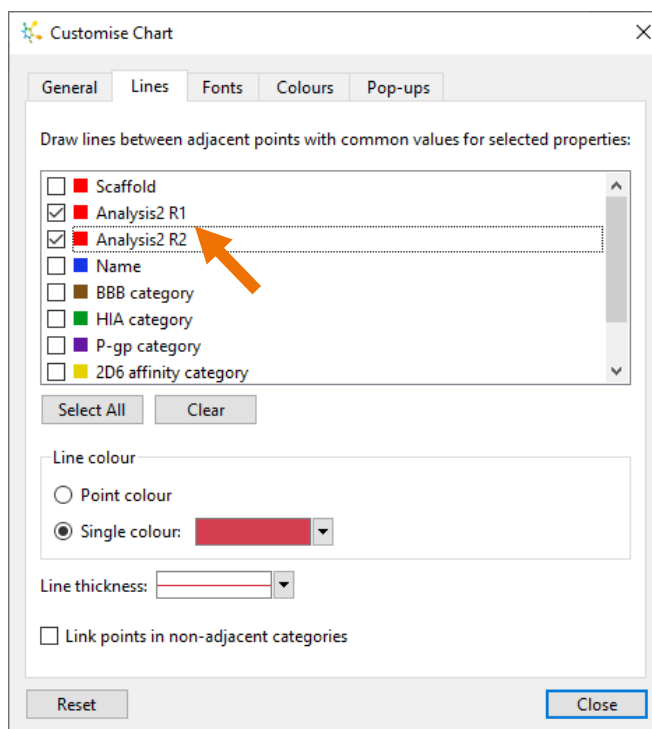 Customise Chart
General Lines Fonts Colours Pop-ups
Draw lines between adjacent points with common values for selected properties:
Scaffold
Analysis2 R1
Analysis2 R2
Name
BBB category
HIA category
P-gp category
2D6 affinity category
Select All Clear
Line colour
Point colour
Single colour:
Line thickness:
Link points in non-adjacent categories
Reset Close